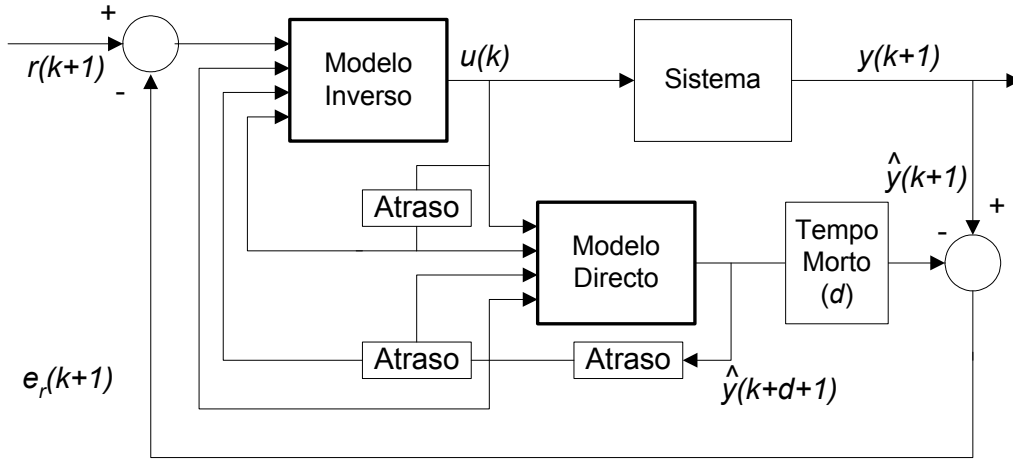 +
r(k+1)
-
Modelo
Inverso
u(k)
Sistema
y(k+1)
ŷ(k+1)
+
-
Atraso
Modelo
Directo
Tempo
Morto
(d)
Atraso
Atraso
ŷ(k+d+1)
e_r(k+1)